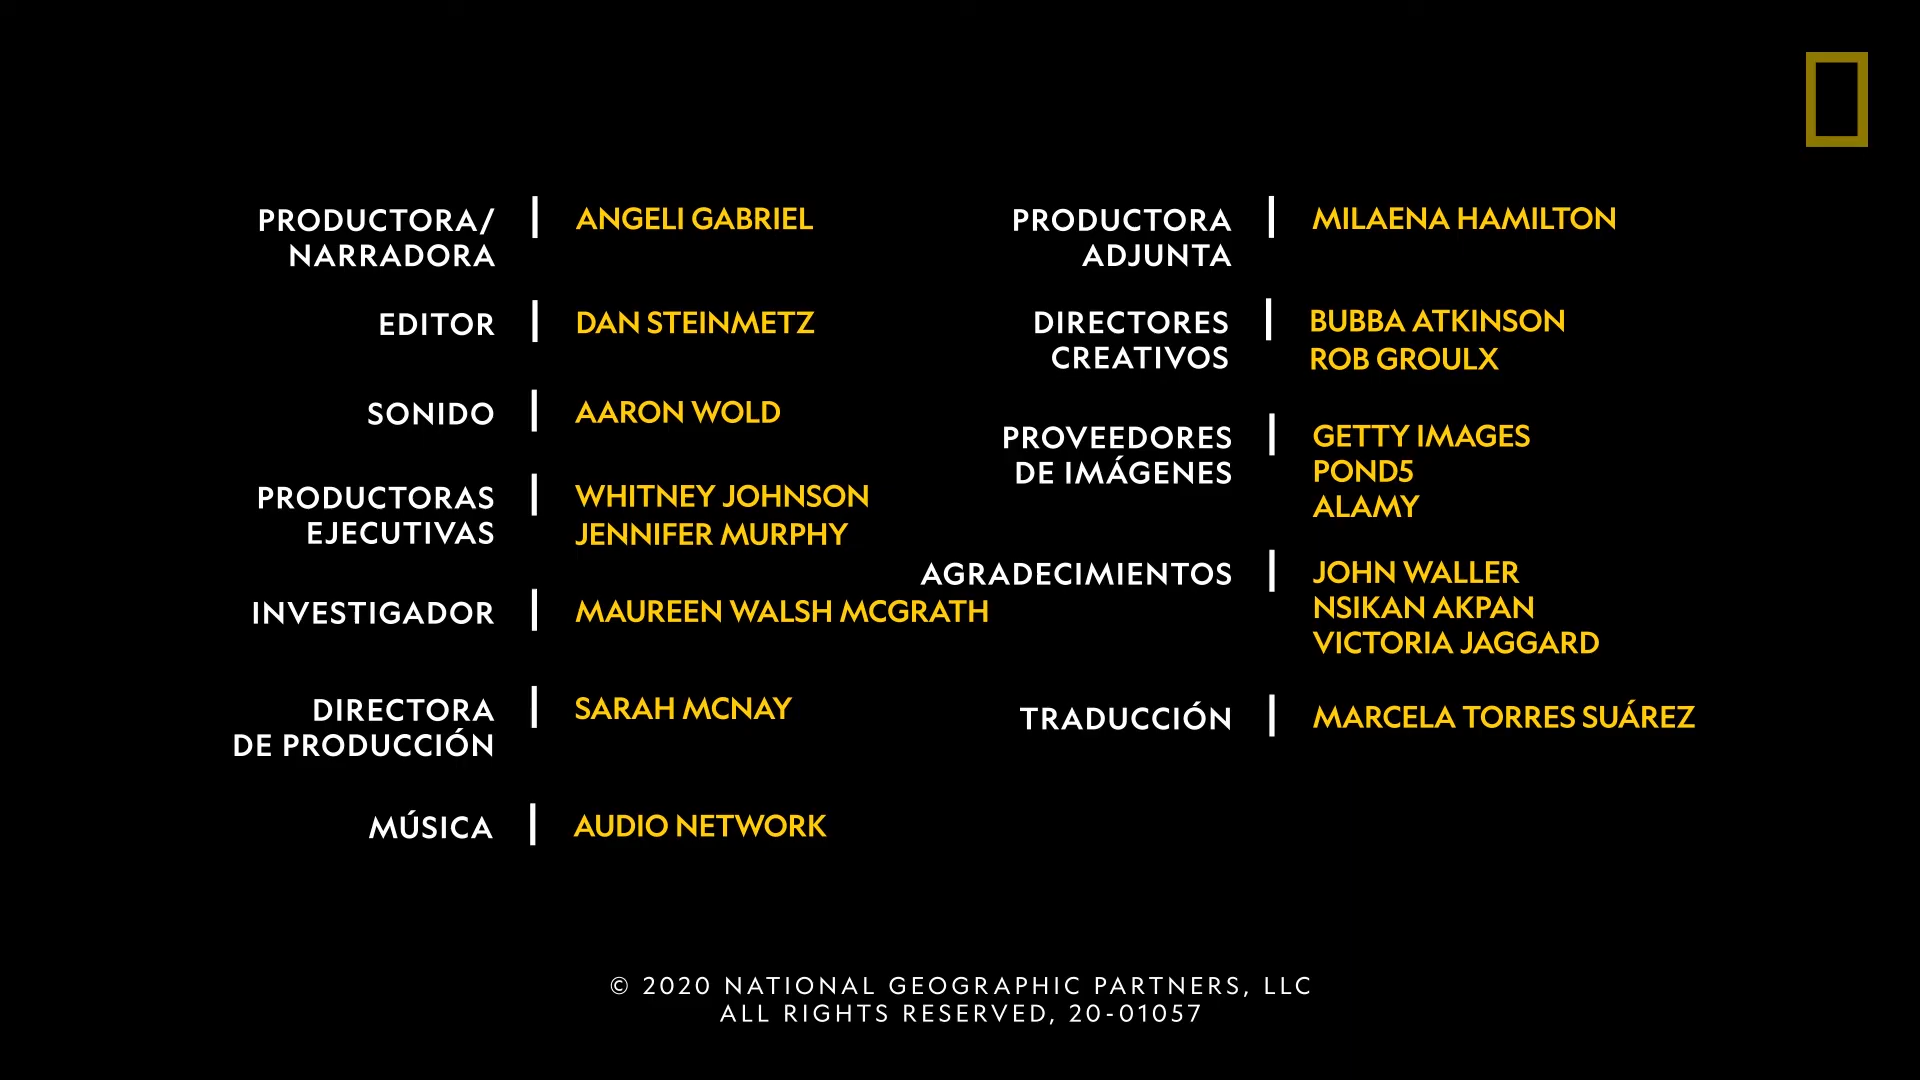 PRODUCTORA/ ANGELI GABRIEL
NARRADORA
EDITOR DAN STEINMETZ
SONIDO AARON WOLD
PRODUCTORAS WHITNEY JOHNSON
EJECUTIVAS JENNIFER MURPHY
INVESTIGADOR MAUREEN WALSH MCGRATH
DIRECTORA SARAH MCNAY
DE PRODUCCIÓN
MÚSICA AUDIO NETWORK
PRODUCTORA MILAENA HAMILTON
ADJUNTA
DIRECTORES BUBBA ATKINSON
CREATIVOS ROB GROULX
PROVEEDORES GETTY IMAGES
DE IMÁGENES POND5
ALAMY
AGRADECIMIENTOS JOHN WALLER
NSIKAN AKPAN
VICTORIA JAGGARD
TRADUCCIÓN MARCELA TORRES SUÁREZ
© 2020 NATIONAL GEOGRAPHIC PARTNERS, LLC
ALL RIGHTS RESERVED, 20-01057